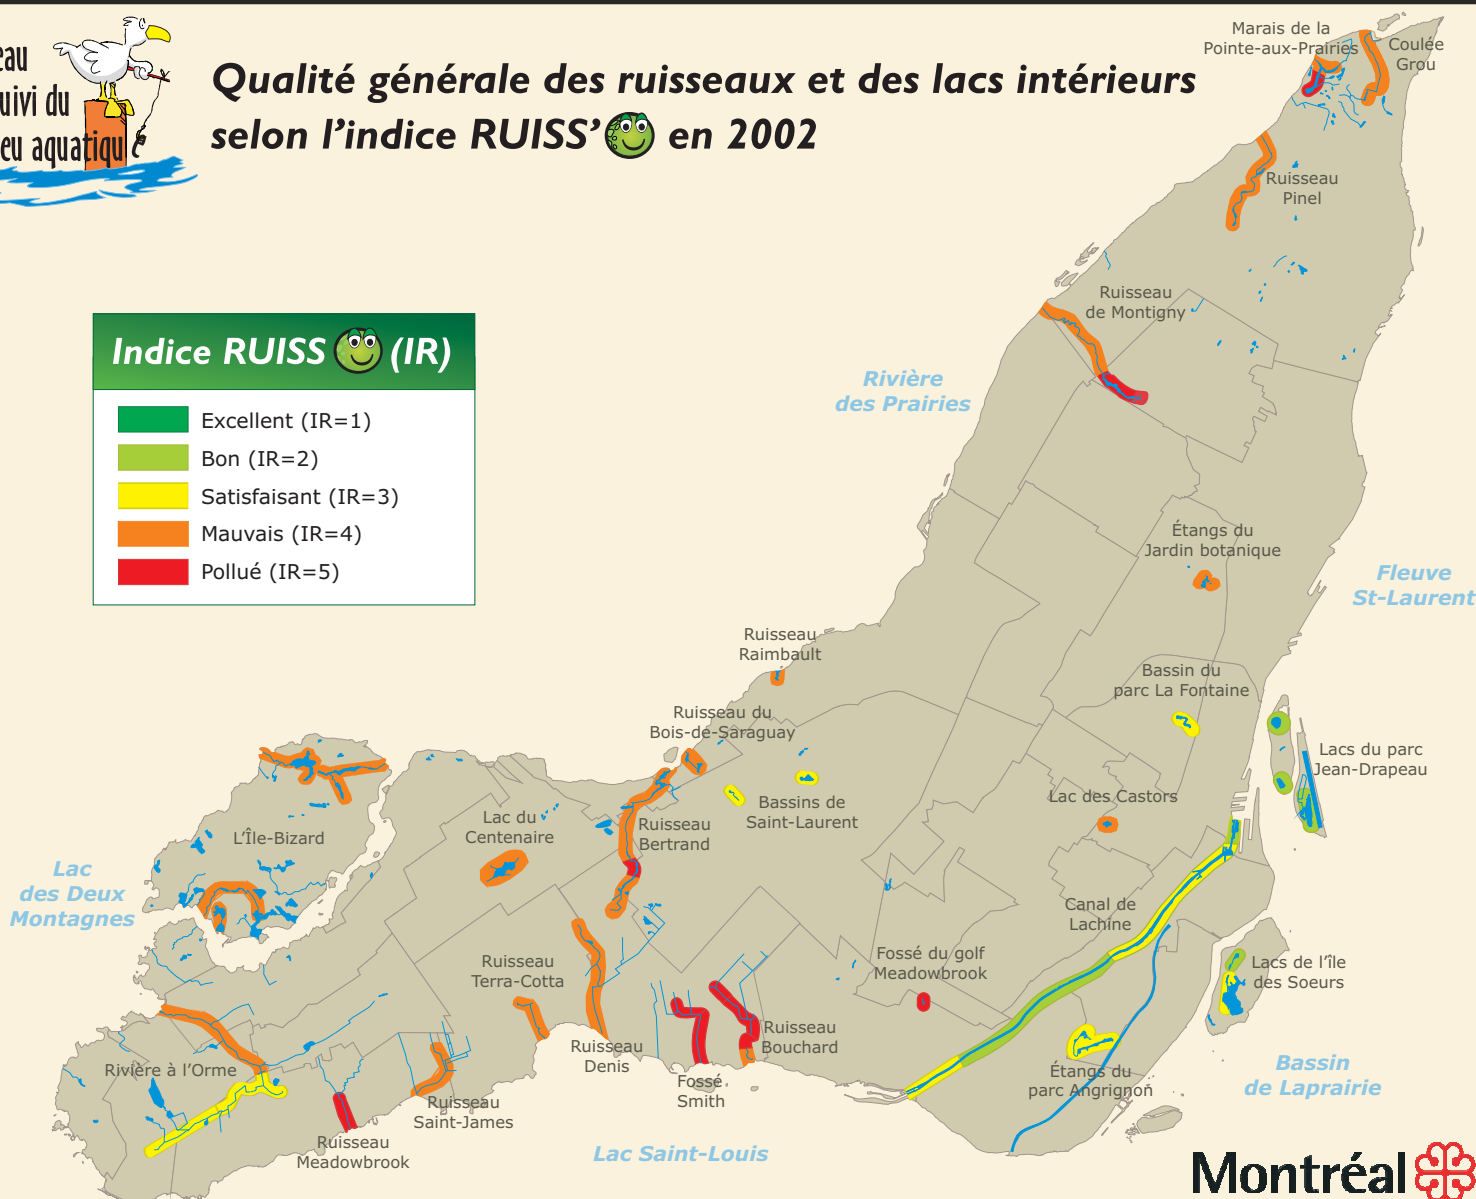 eau
uivi du
eu aquatiqu
Qualité générale des ruisseaux et des lacs intérieurs
selon l'indice RUISS' en 2002
Indice RUISS (IR)
Excellent (IR=1)
Bon (IR=2)
Satisfaisant (IR=3)
Mauvais (IR=4)
Pollué (IR=5)
Marais de la
Pointe-aux-Prairies
Coulée
Grou
Ruisseau
Pinel
Ruisseau
de Montigny
Rivière
des Prairies
Étangs du
Jardin botanique
Fleuve
St-Laurent
Ruisseau
Raimbault
Bassin du
parc La Fontaine
Ruisseau du
Bois-de-Saraguay
Lacs du parc
Jean-Drapeau
Lac des Castors
Bassins de
Saint-Laurent
Lac du
Centenaire
Ruisseau
Bertrand
L'Île-Bizard
Lac
des Deux
Montagnes
Canal de
Lachine
Fossé du golf
Meadowbrook
Lacs de l'île
des Soeurs
Ruisseau
Terra-Cotta
Ruisseau
Denis
Ruisseau
Bouchard
Rivière à l'Orme
Fossé
Smith
Étangs du
parc Angrignon
Bassin
de Laprairie
Ruisseau
Saint-James
Ruisseau
Meadowbrook
Lac Saint-Louis
Montréal